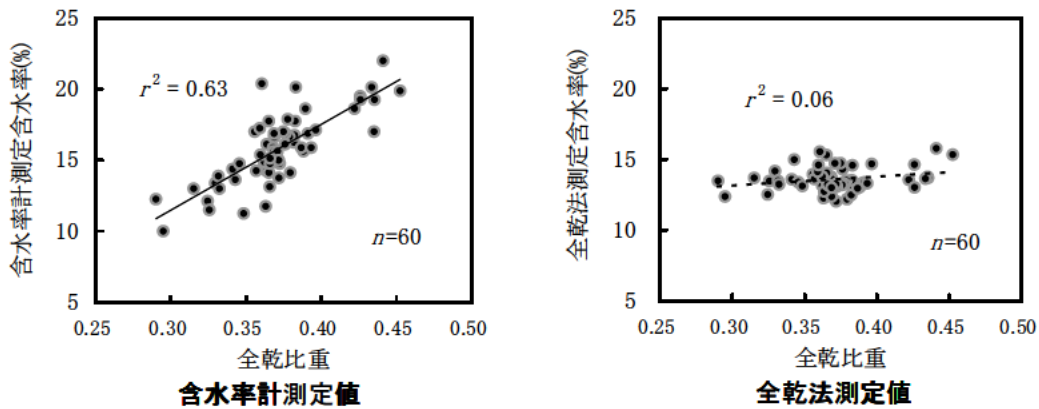 含水率計測定含水率(%)
25
20
15
10
5
r² = 0.63
n=60
0.25 0.30 0.35 0.40 0.45 0.50
全乾比重
含水率計測定値
全乾法測定含水率(%)
25
20
15
10
5
r² = 0.06
n=60
0.25 0.30 0.35 0.40 0.45 0.50
全乾比重
全乾法測定値